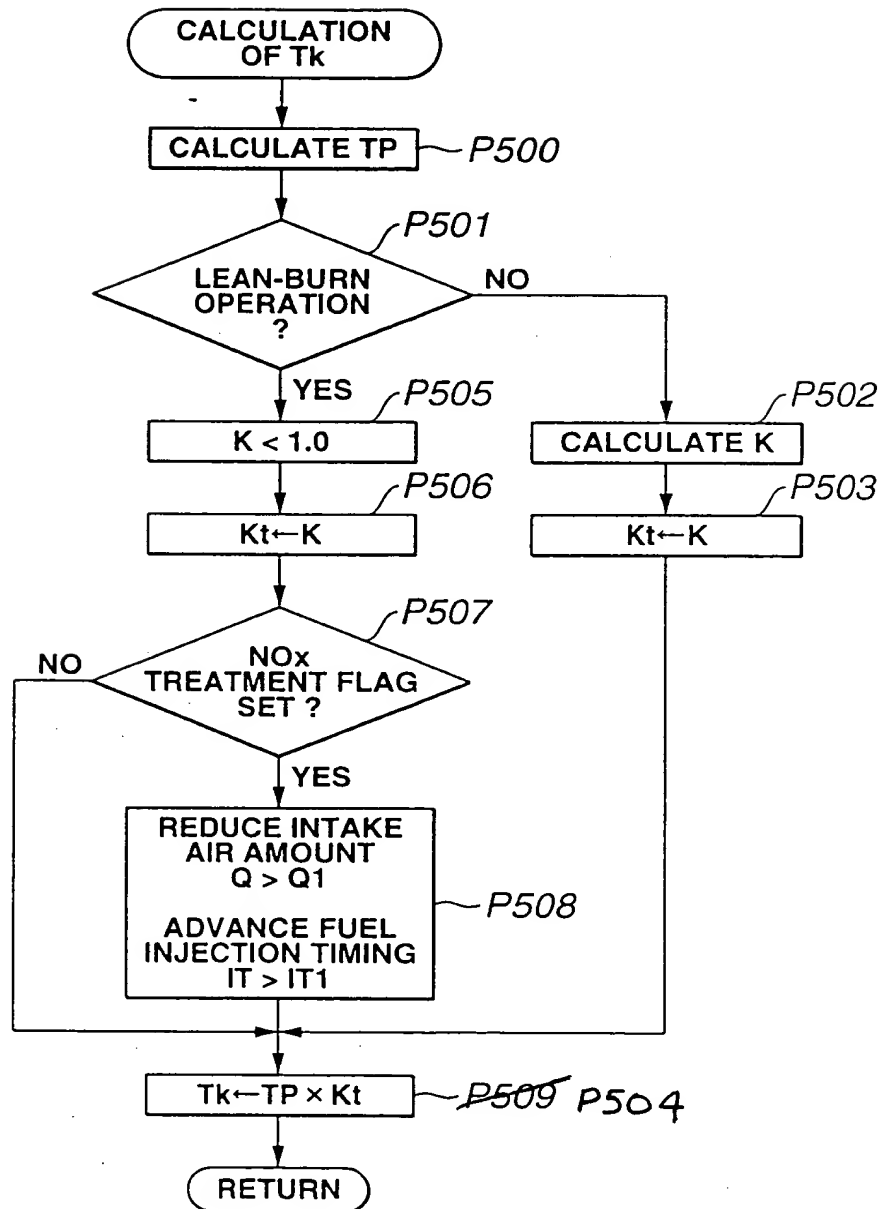 CALCULATION
OF Tk
CALCULATE TP
P500
P501
LEAN-BURN
OPERATION
?
NO
YES
P505
K < 1.0
P502
CALCULATE K
P506
Kt←K
P503
Kt←K
P507
NO
NOx
TREATMENT FLAG
SET ?
YES
REDUCE INTAKE
AIR AMOUNT
Q > Q1
ADVANCE FUEL
INJECTION TIMING
IT > IT1
P508
Tk←TP × Kt
P509 P504
RETURN